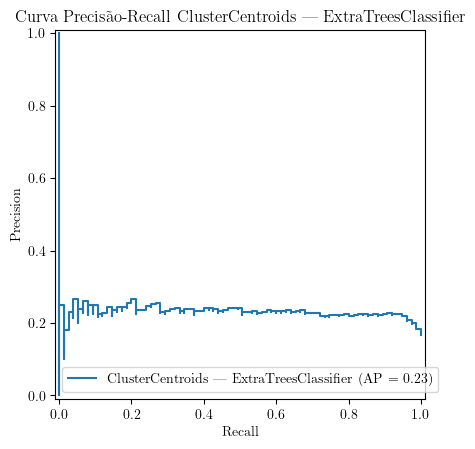 Curva Precisão-Recall ClusterCentroids — ExtraTreesClassifier
1.0
0.8
0.6
0.4
0.2
0.0
Precision
ClusterCentroids — ExtraTreesClassifier (AP = 0.23)
0.0 0.2 0.4 0.6 0.8 1.0
Recall